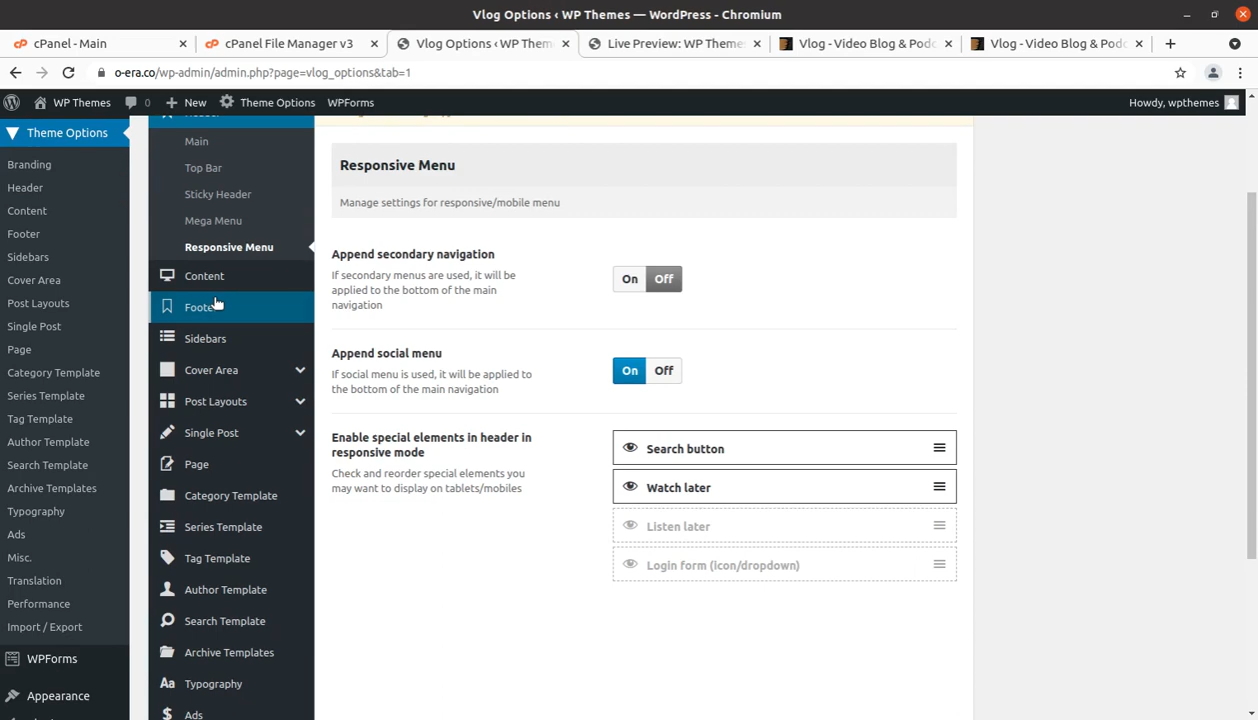 Vlog Options ‹ WP Themes — WordPress - Chromium
cPanel - Main
cPanel File Manager v3
Vlog Options ‹ WP Them
Live Preview: WP Themes
Vlog - Video Blog & Podc
Vlog - Video Blog & Podc
o-era.co/wp-admin/admin.php?page=vlog_options&tab=1
WP Themes
0
New
Theme Options
WPForms
Howdy, wpthemes
Theme Options
Branding
Header
Content
Footer
Sidebars
Cover Area
Post Layouts
Single Post
Page
Category Template
Series Template
Tag Template
Author Template
Search Template
Archive Templates
Typography
Ads
Misc.
Translation
Performance
Import / Export
WPForms
Appearance
Main
Top Bar
Sticky Header
Mega Menu
Responsive Menu
Content
Footer
Sidebars
Cover Area
Post Layouts
Single Post
Page
Category Template
Series Template
Tag Template
Author Template
Search Template
Archive Templates
Typography
Ads
Responsive Menu
Manage settings for responsive/mobile menu
Append secondary navigation
If secondary menus are used, it will be
applied to the bottom of the main
navigation
On Off
Append social menu
If social menu is used, it will be applied to
the bottom of the main navigation
On Off
Enable special elements in header in
responsive mode
Check and reorder special elements you
may want to display on tablets/mobiles
Search button
Watch later
Listen later
Login form (icon/dropdown)